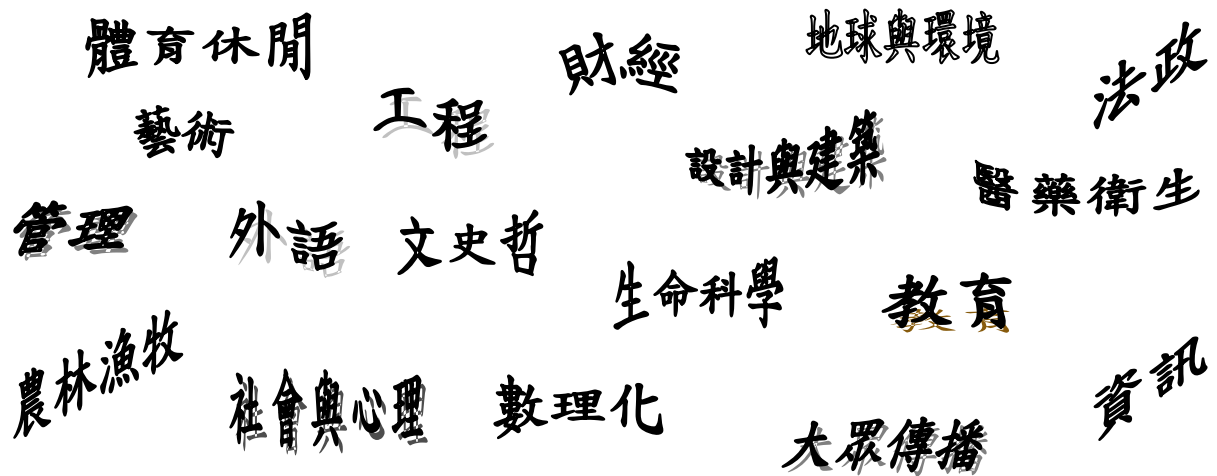 體育休閒
財經
地球與環境
法政
藝術
工程
設計與建築
醫藥衛生
管理
外語
文史哲
生命科學
教育
農林漁牧
社會與心理
數理化
大眾傳播
資訊